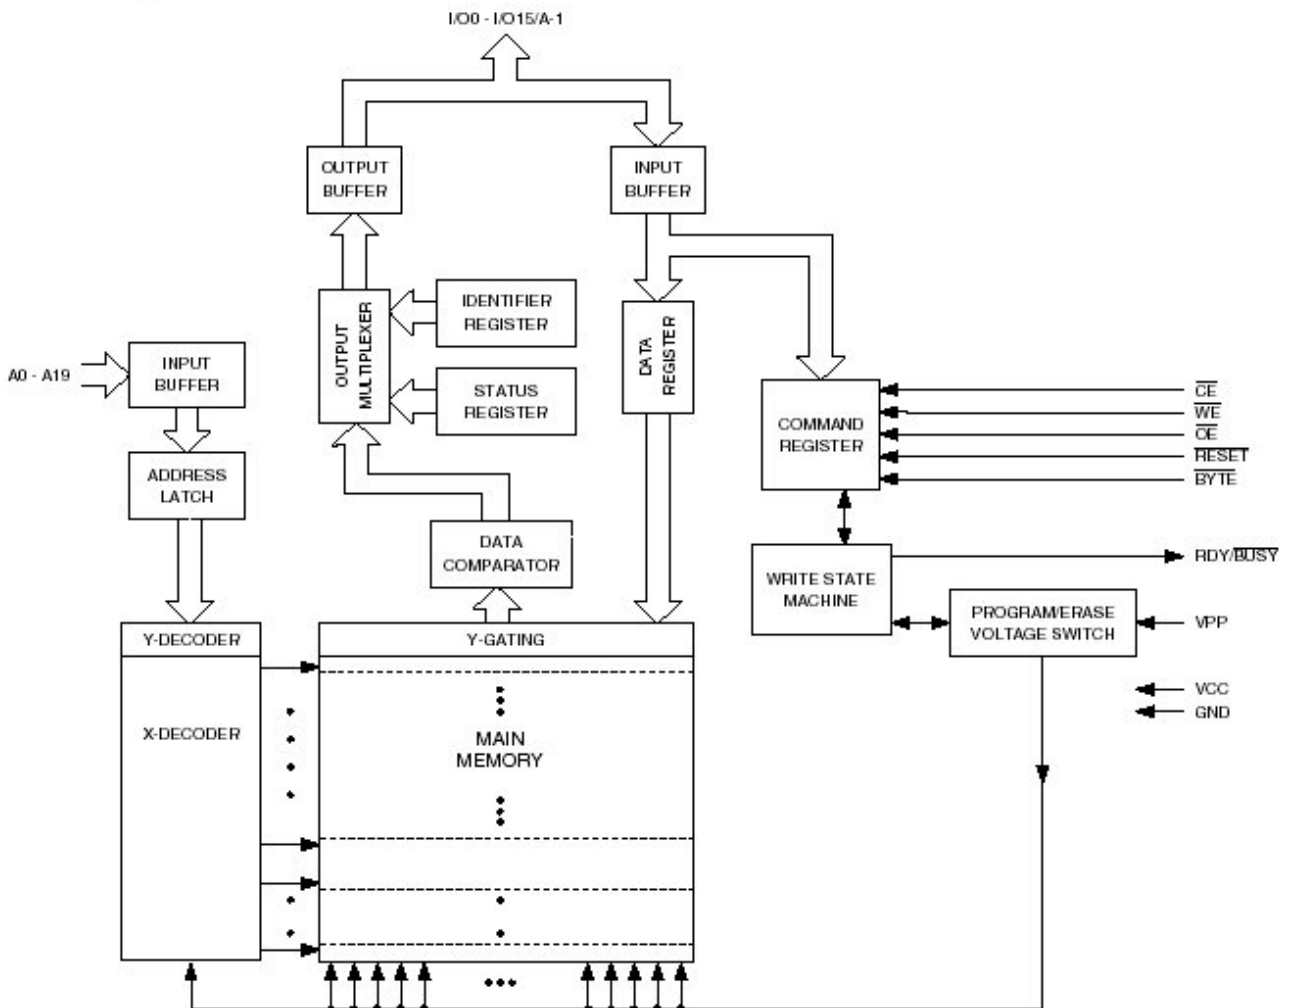 I/O0 - I/O15/A-1
OUTPUT
BUFFER
INPUT
BUFFER
OUTPUT
MULTIPLEXER
IDENTIFIER
REGISTER
STATUS
REGISTER
DATA
REGISTER
A0 - A19
INPUT
BUFFER
ADDRESS
LATCH
COMMAND
REGISTER
CE
WE
OE
RESET
BYTE
DATA
COMPARATOR
WRITE STATE
MACHINE
RDY/BUSY
PROGRAM/ERASE
VOLTAGE SWITCH
VPP
VCC
GND
Y-DECODER
Y-GATING
X-DECODER
MAIN
MEMORY